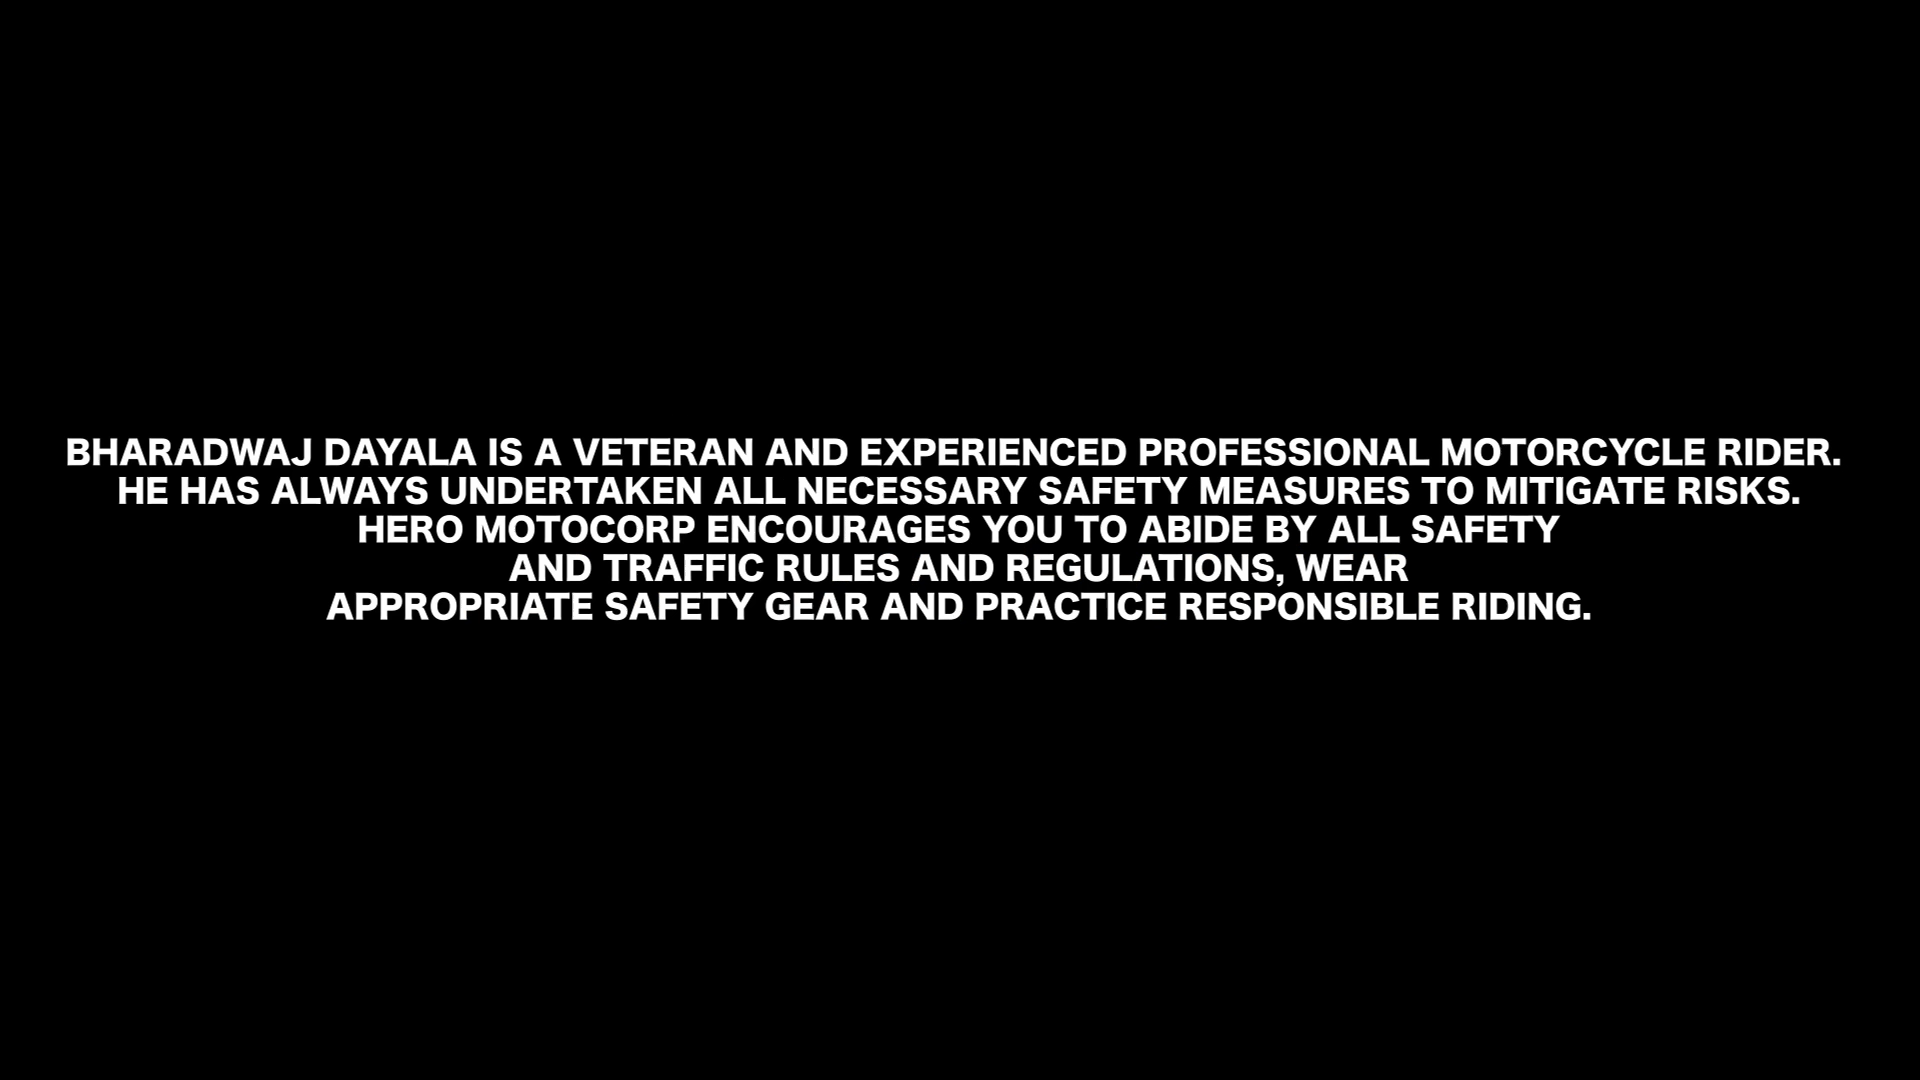 BHARADWAJ DAYALA IS A VETERAN AND EXPERIENCED PROFESSIONAL MOTORCYCLE RIDER.
HE HAS ALWAYS UNDERTAKEN ALL NECESSARY SAFETY MEASURES TO MITIGATE RISKS.
HERO MOTOCORP ENCOURAGES YOU TO ABIDE BY ALL SAFETY
AND TRAFFIC RULES AND REGULATIONS, WEAR
APPROPRIATE SAFETY GEAR AND PRACTICE RESPONSIBLE RIDING.